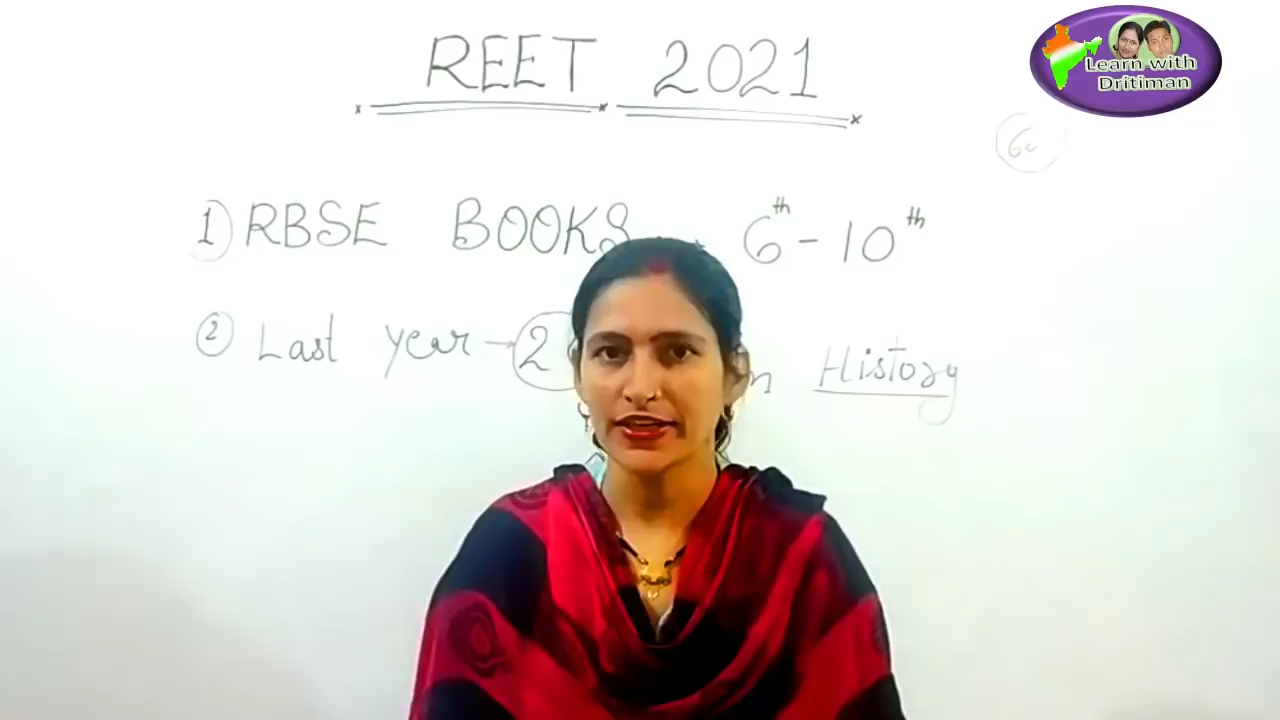 REET 2021
Learn with
Dritiman
1 RBSE BOOKS 6th - 10th
2 Last year → 2 History